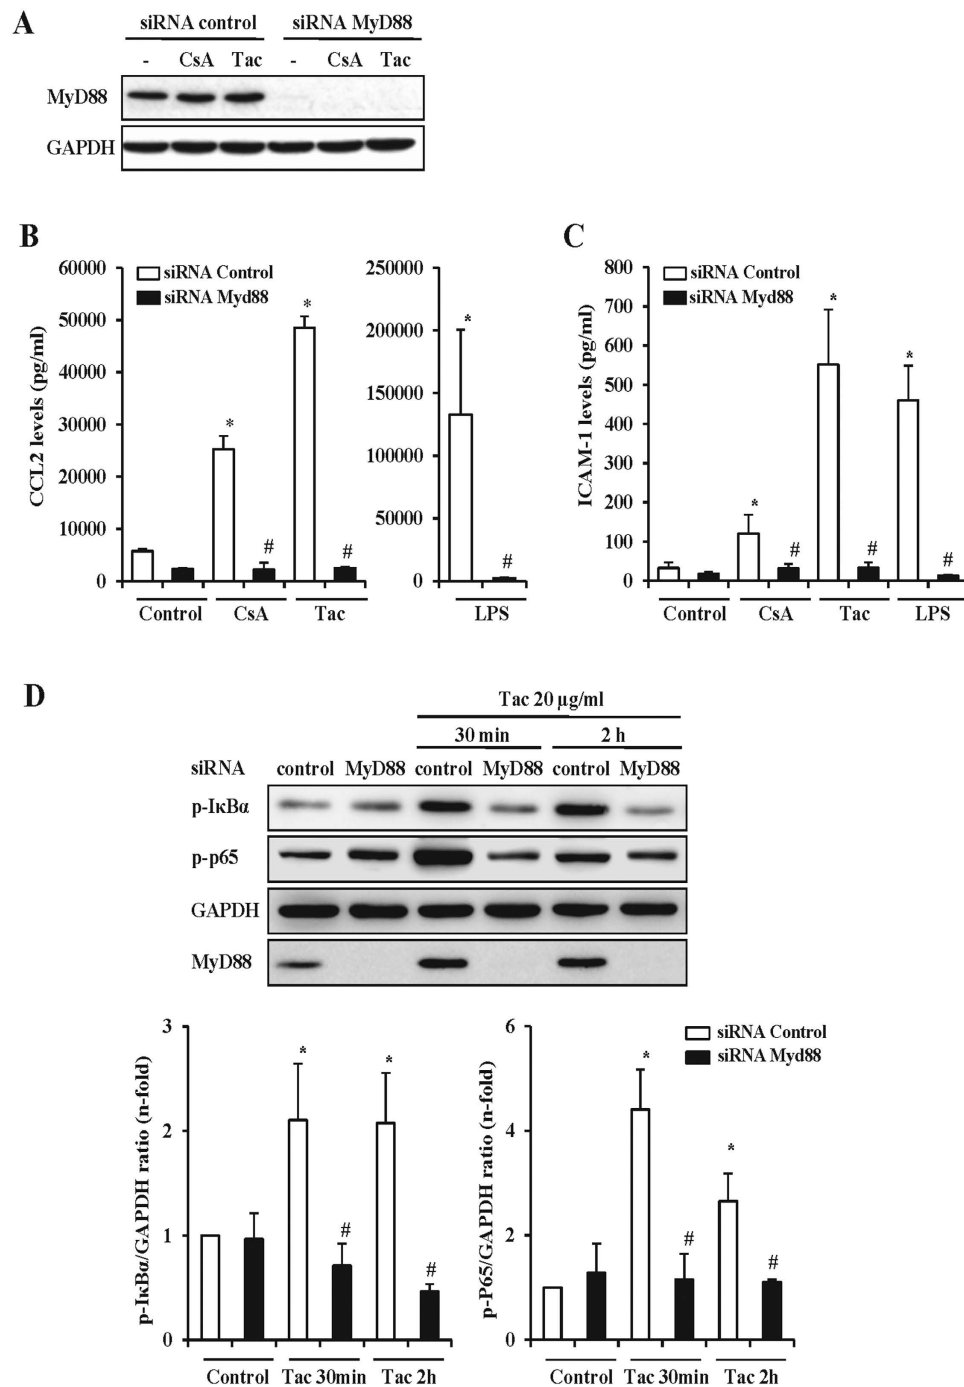 A
siRNA control siRNA MyD88
- CsA Tac - CsA Tac
MyD88
GAPDH
B
60000
50000
40000
30000
20000
10000
0
CCL2 levels (pg/ml)
siRNA Control
siRNA Myd88
* * # #
Control CsA Tac
250000
200000
150000
100000
50000
0
* #
LPS
C
800
700
600
500
400
300
200
100
0
ICAM-1 levels (pg/ml)
siRNA Control
siRNA Myd88
* * * # # #
Control CsA Tac LPS
D
Tac 20 µg/ml
30 min 2 h
siRNA control MyD88 control MyD88 control MyD88
p-IκBα
p-p65
GAPDH
MyD88
3
2
1
0
p-IκBα/GAPDH ratio (n-fold)
* * # #
Control Tac 30min Tac 2h
6
4
2
0
p-P65/GAPDH ratio (n-fold)
siRNA Control
siRNA Myd88
* * # #
Control Tac 30min Tac 2h